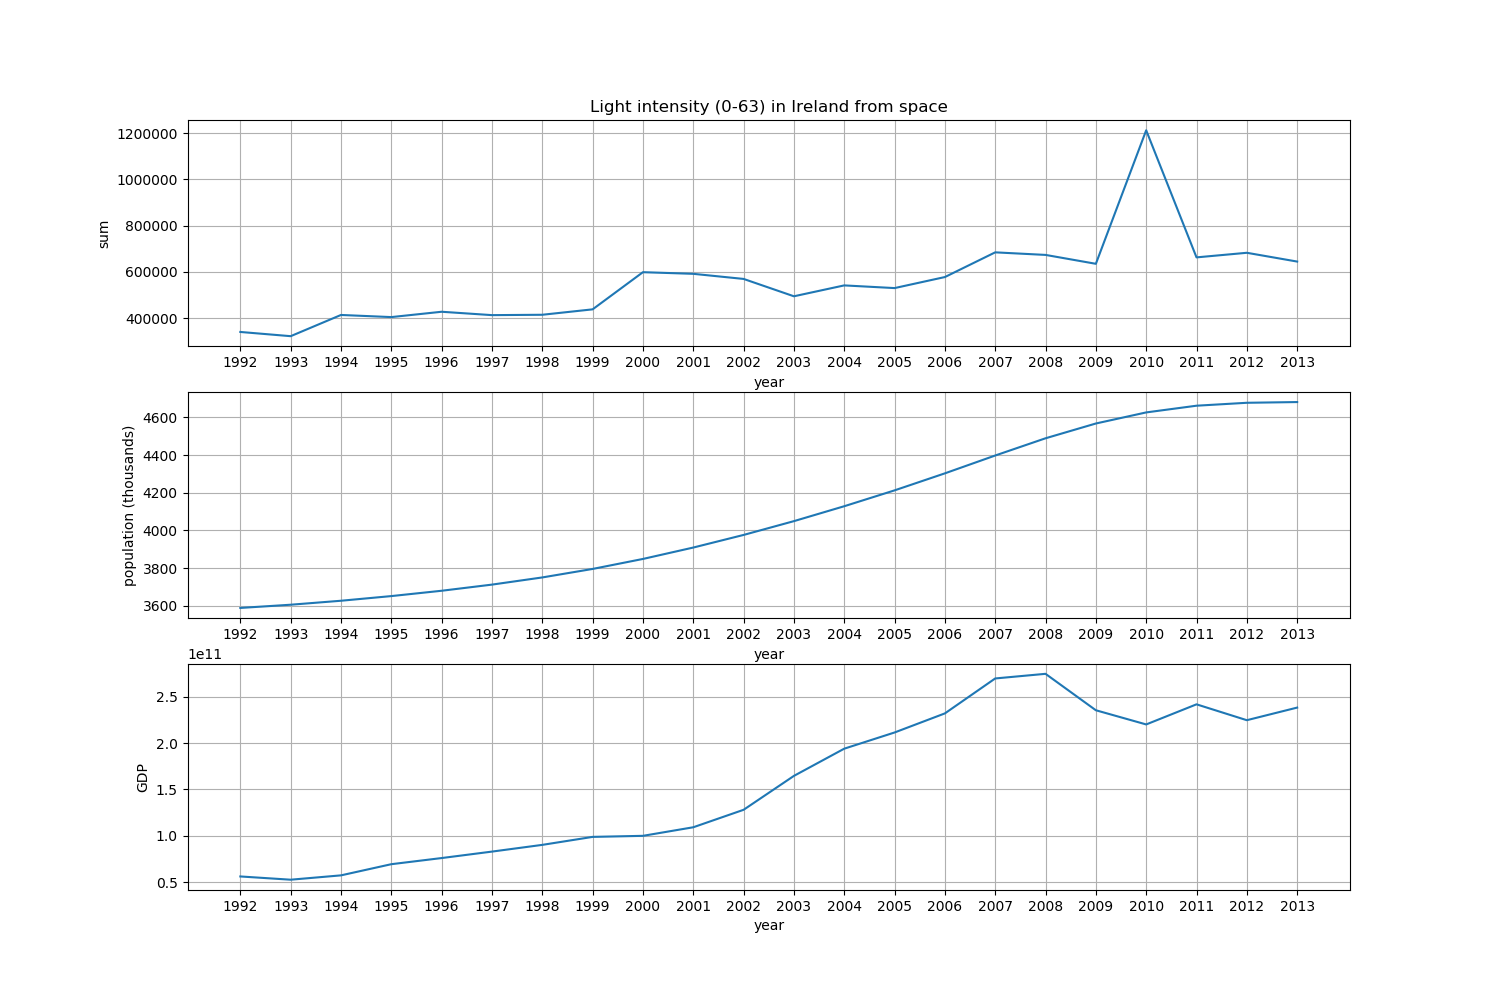 Light intensity (0-63) in Ireland from space
1200000
1000000
800000
600000
400000
sum
1992 1993 1994 1995 1996 1997 1998 1999 2000 2001 2002 2003 2004 2005 2006 2007 2008 2009 2010 2011 2012 2013
year
4600
4400
4200
4000
3800
3600
population (thousands)
1992 1993 1994 1995 1996 1997 1998 1999 2000 2001 2002 2003 2004 2005 2006 2007 2008 2009 2010 2011 2012 2013
year
1e11
2.5
2.0
1.5
1.0
0.5
GDP
1992 1993 1994 1995 1996 1997 1998 1999 2000 2001 2002 2003 2004 2005 2006 2007 2008 2009 2010 2011 2012 2013
year